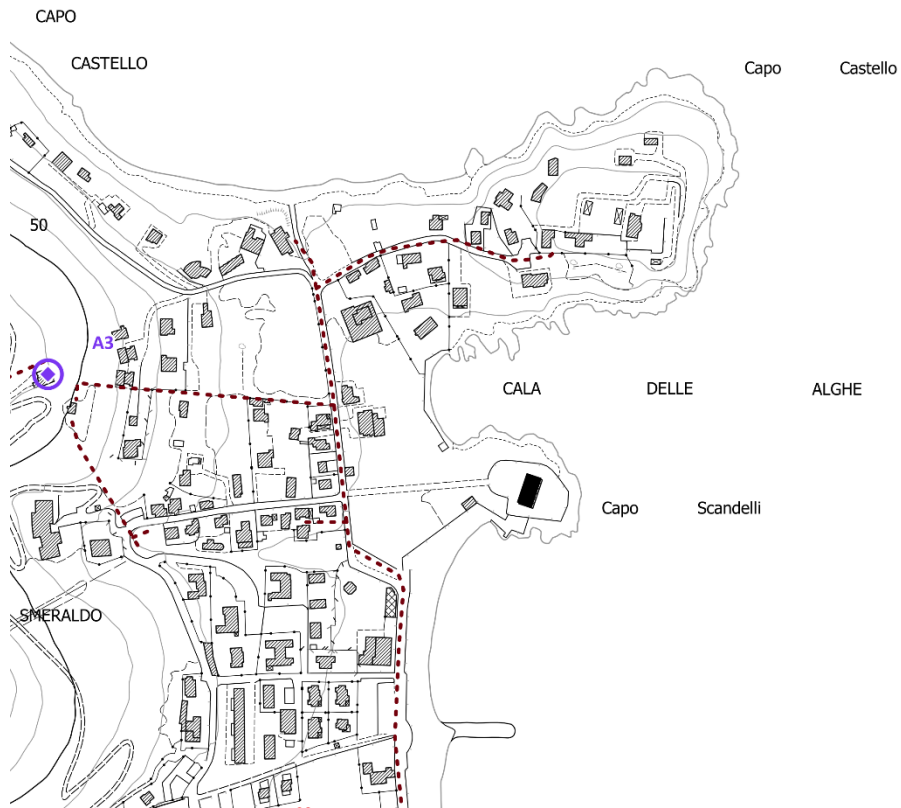 CAPO
CASTELLO
Capo Castello
50
A3
CALA DELLE ALGHE
Capo Scandelli
SMERALDO